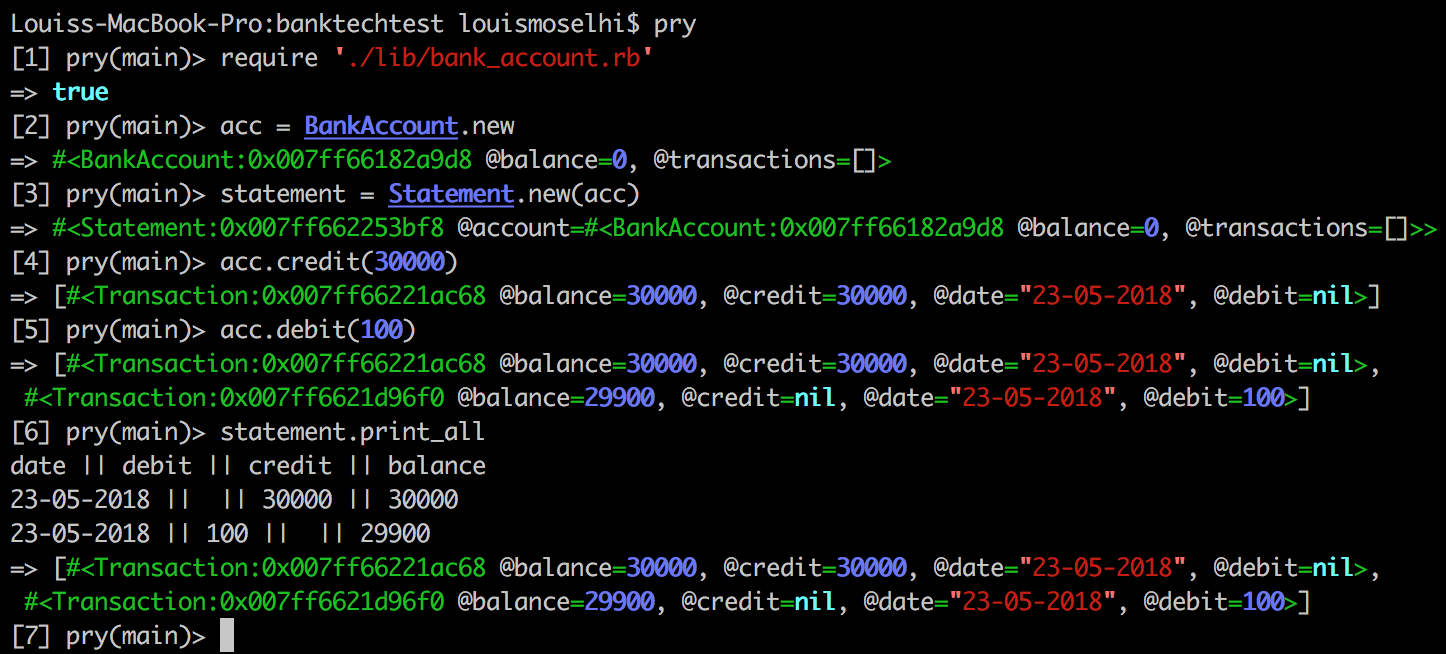 Louiss-MacBook-Pro:banktechtest louismoselhi$ pry
[1] pry(main)> require './lib/bank_account.rb'
=> true
[2] pry(main)> acc = BankAccount.new
=> #<BankAccount:0x007ff66182a9d8 @balance=0, @transactions=[]>
[3] pry(main)> statement = Statement.new(acc)
=> #<Statement:0x007ff662253bf8 @account=#<BankAccount:0x007ff66182a9d8 @balance=0, @transactions=[]>>
[4] pry(main)> acc.credit(30000)
=> [#<Transaction:0x007ff66221ac68 @balance=30000, @credit=30000, @date="23-05-2018", @debit=nil>]
[5] pry(main)> acc.debit(100)
=> [#<Transaction:0x007ff66221ac68 @balance=30000, @credit=30000, @date="23-05-2018", @debit=nil>,
 #<Transaction:0x007ff6621d96f0 @balance=29900, @credit=nil, @date="23-05-2018", @debit=100>]
[6] pry(main)> statement.print_all
date || debit || credit || balance
23-05-2018 ||  || 30000 || 30000
23-05-2018 || 100 ||  || 29900
=> [#<Transaction:0x007ff66221ac68 @balance=30000, @credit=30000, @date="23-05-2018", @debit=nil>,
 #<Transaction:0x007ff6621d96f0 @balance=29900, @credit=nil, @date="23-05-2018", @debit=100>]
[7] pry(main)>